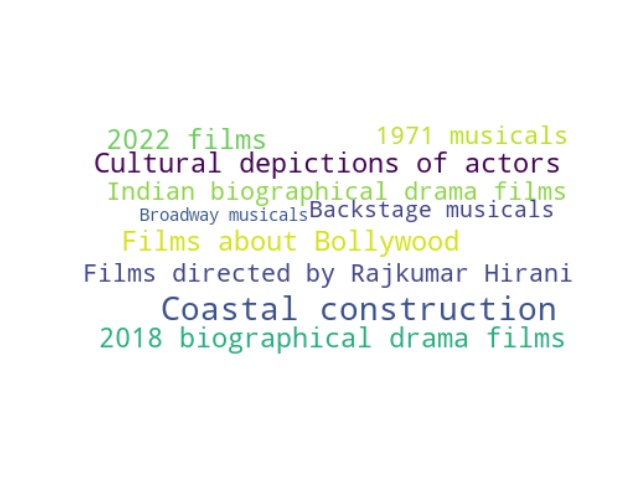 2022 films
1971 musicals
Cultural depictions of actors
Indian biographical drama films
Broadway musicals
Backstage musicals
Films about Bollywood
Films directed by Rajkumar Hirani
Coastal construction
2018 biographical drama films